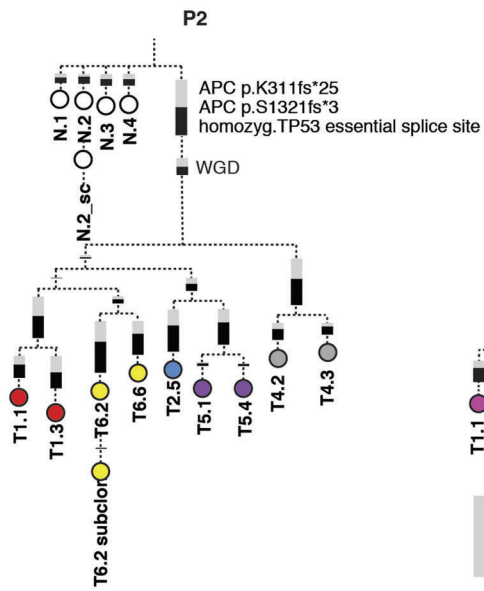 P2
APC p.K311fs*25
APC p.S1321fs*3
homozyg.TP53 essential splice site
N.1
N.2
N.3
N.4
WGD
N.2_sc
T1.1
T1.3
T6.2
T6.6
T2.5
T5.1
T5.4
T4.2
T4.3
T1.1
T6.2 subclon